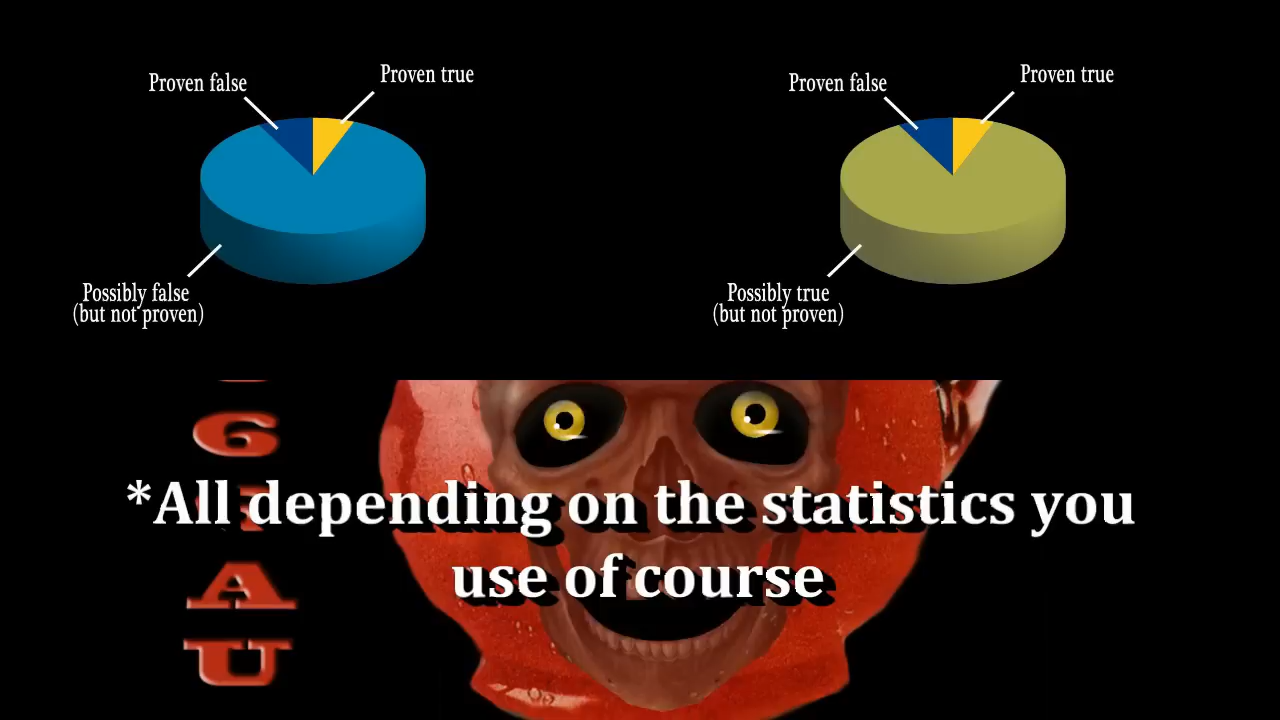 Proven false
Proven true
Possibly false
(but not proven)
Proven false
Proven true
Possibly true
(but not proven)
6
A
U
*All depending on the statistics you
use of course